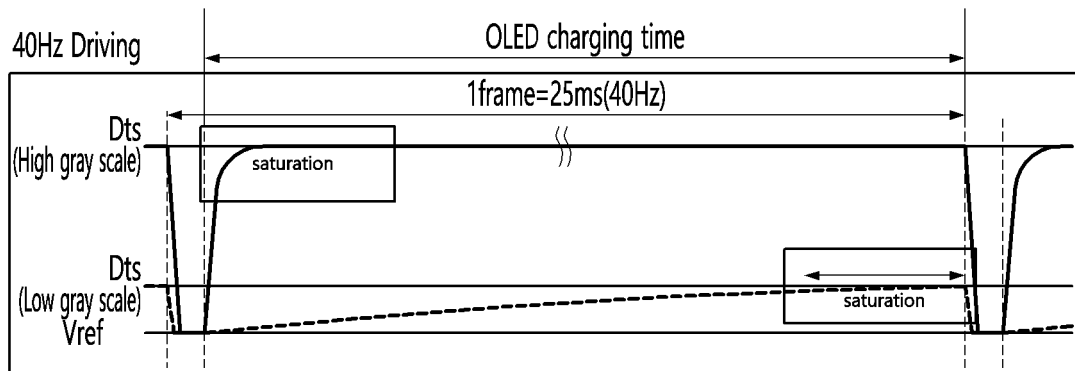 OLED charging time
40Hz Driving
1frame=25ms(40Hz)
Dts
(High gray scale)
saturation
Dts
(Low gray scale)
saturation
Vref